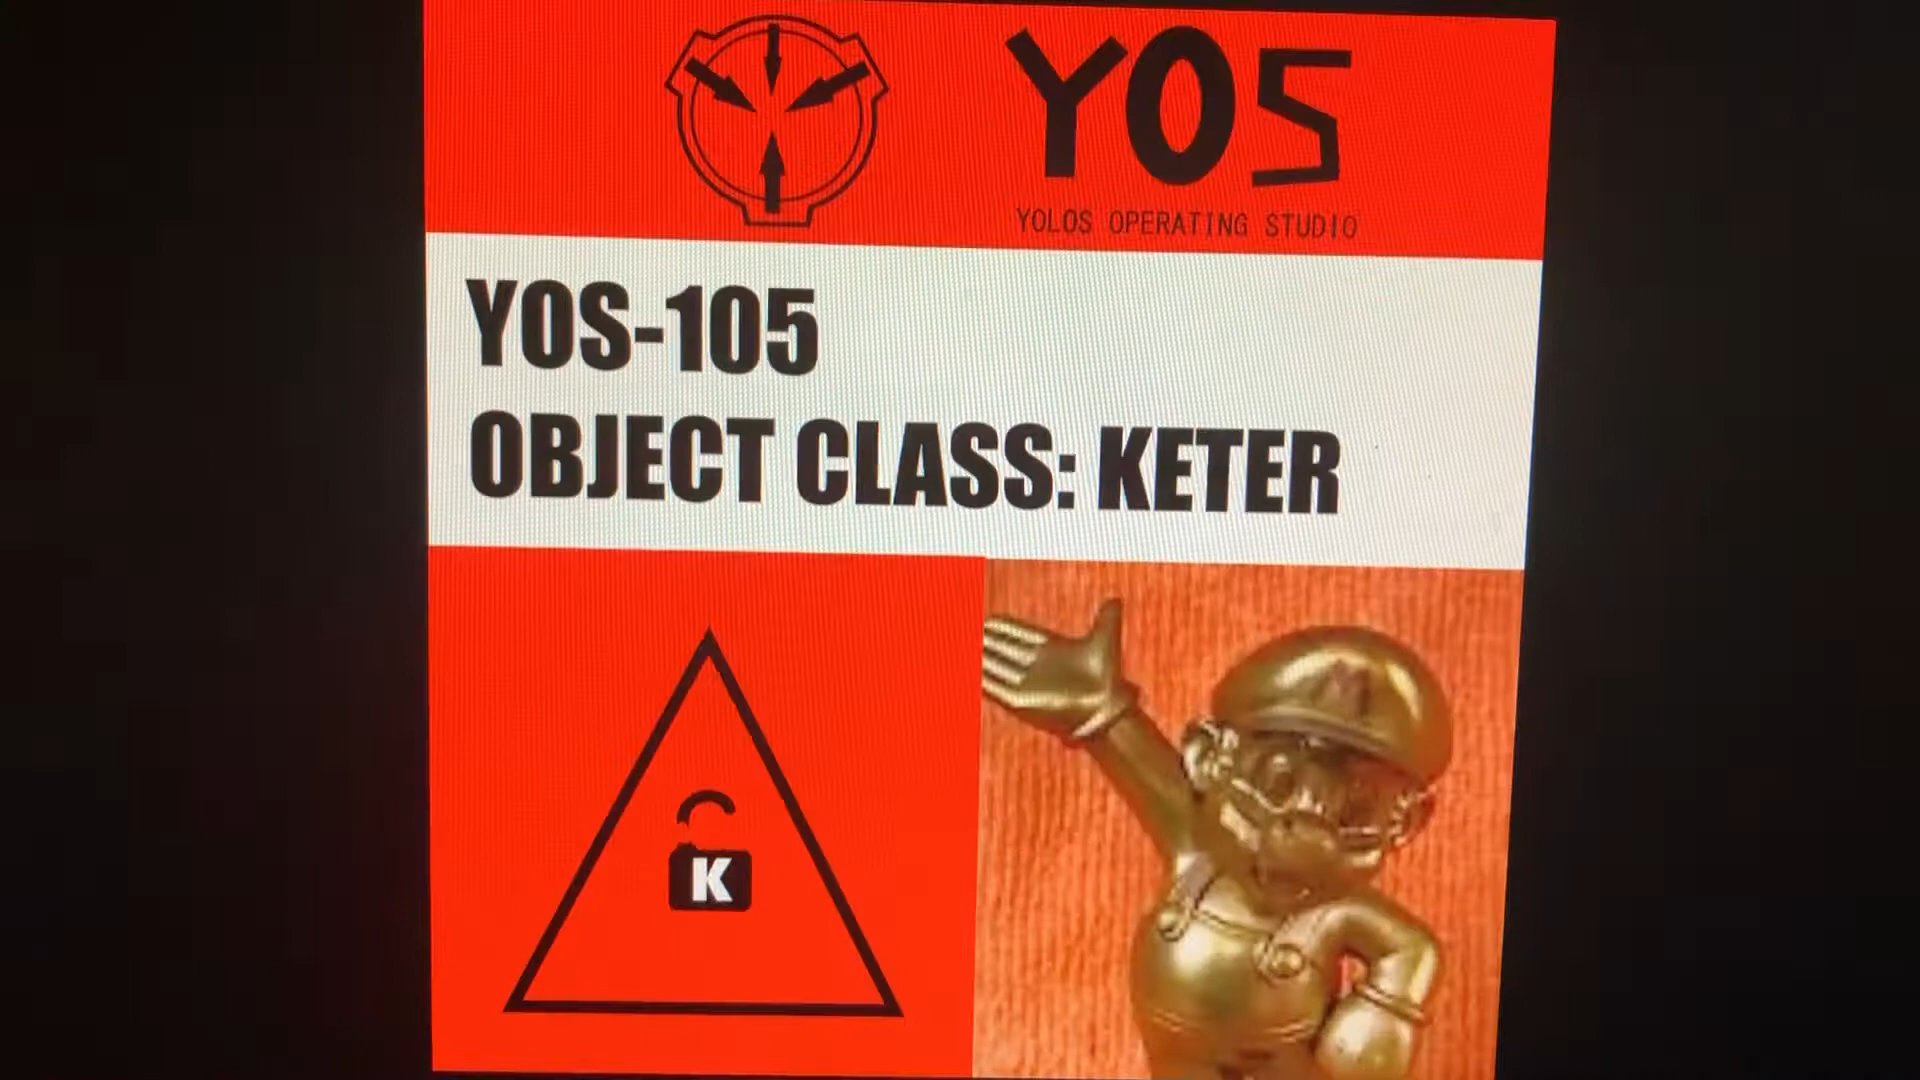 YOS
YOLOS OPERATING STUDIO
YOS-105
OBJECT CLASS: KETER
K
M